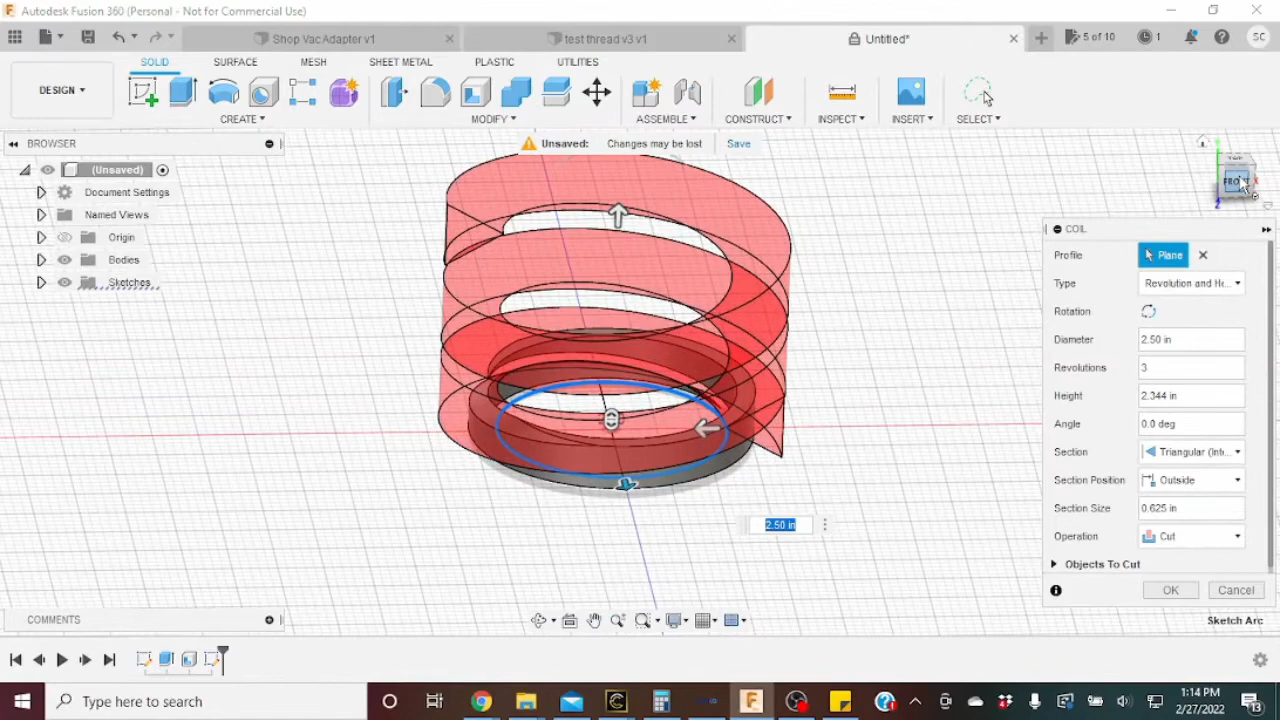 Autodesk Fusion 360 (Personal - Not for Commercial Use)
Shop Vac Adapter v1
test thread v3 v1
Untitled*
5 of 10
1
SC
DESIGN
SOLID
SURFACE
MESH
SHEET METAL
PLASTIC
UTILITIES
CREATE
MODIFY
ASSEMBLE
CONSTRUCT
INSPECT
INSERT
SELECT
BROWSER
Unsaved:
Changes may be lost
Save
(Unsaved)
Document Settings
Named Views
Origin
Bodies
Sketches
TOP
FRONT
COIL
Profile
Plane
Type
Revolution and He...
Rotation
Diameter
2.50 in
Revolutions
3
Height
2.344 in
Angle
0.0 deg
Section
Triangular (Int...
Section Position
Outside
Section Size
0.625 in
Operation
Cut
Objects To Cut
OK
Cancel
2.50 in
COMMENTS
Sketch Arc
Type here to search
1:14 PM
2/27/2022
13